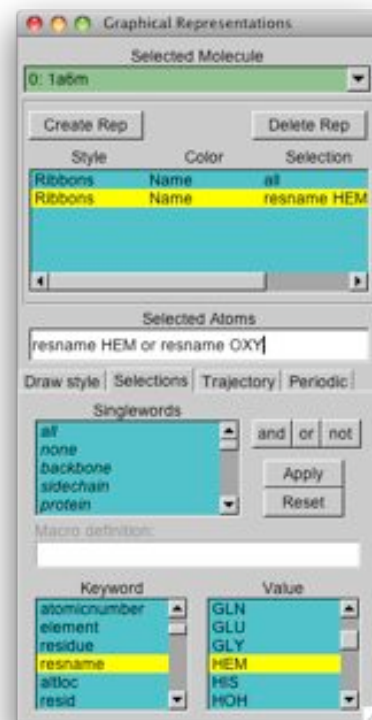 Graphical Representations
Selected Molecule
0: 1a6m
Create Rep Delete Rep
Style Color Selection
Ribbons Name all
Ribbons Name resname HEM
Selected Atoms
resname HEM or resname OXY
Draw style Selections Trajectory Periodic
Singlewords
all
none
backbone
sidechain
protein
and or not
Apply
Reset
Macro definition:
Keyword
atomicnumber
element
residue
resname
altloc
resid
Value
GLN
GLU
GLY
HEM
HIS
HOH